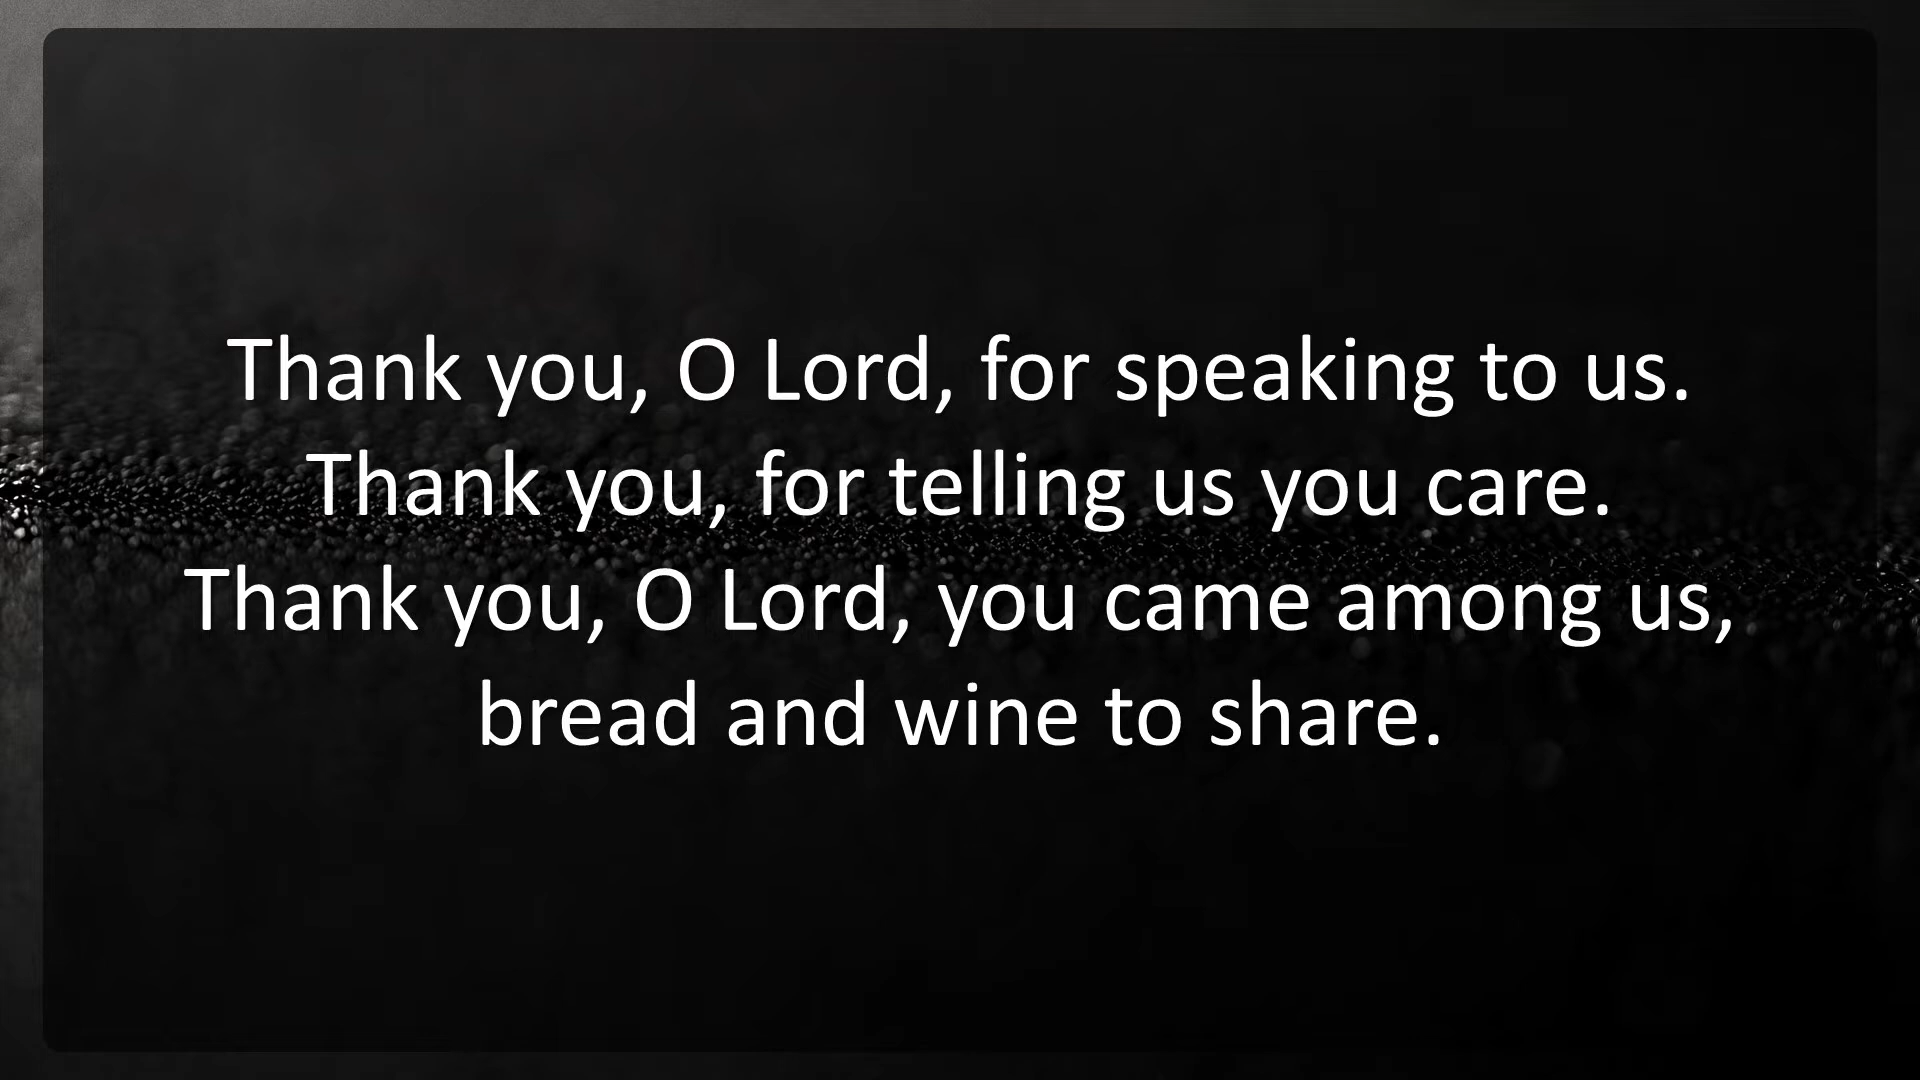 Thank you, O Lord, for speaking to us.
Thank you, for telling us you care.
Thank you, O Lord, you came among us,
bread and wine to share.